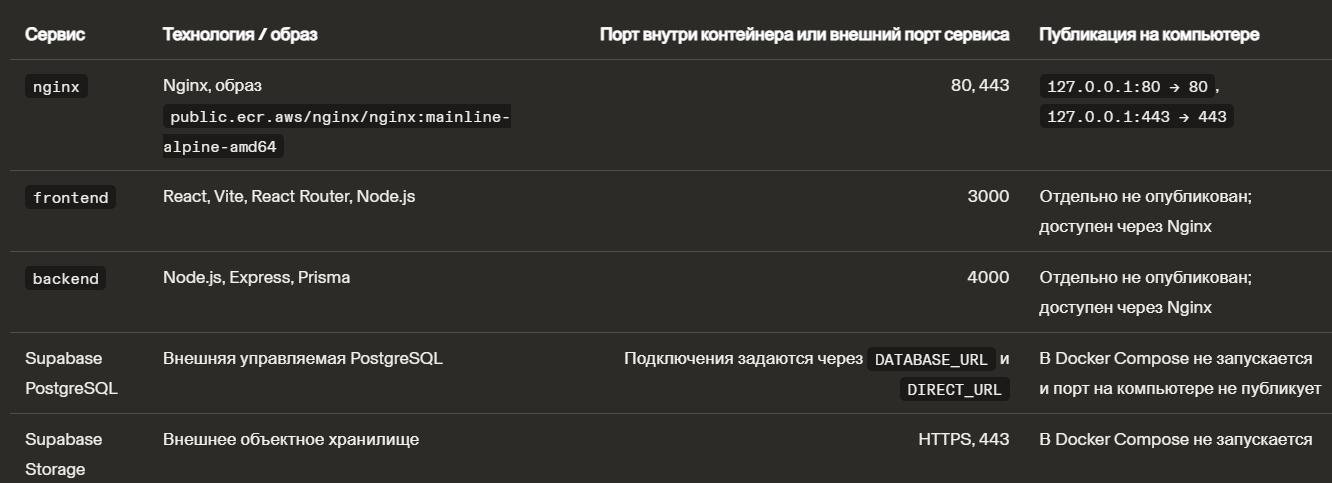 Сервис Технология / образ Порт внутри контейнера или внешний порт сервиса Публикация на компьютере
nginx Nginx, образ 80, 443 127.0.0.1:80 → 80 ,
public.ecr.aws/nginx/nginx:mainline- 127.0.0.1:443 → 443
alpine-amd64
frontend React, Vite, React Router, Node.js 3000 Отдельно не опубликован;
доступен через Nginx
backend Node.js, Express, Prisma 4000 Отдельно не опубликован;
доступен через Nginx
Supabase Внешняя управляемая PostgreSQL Подключения задаются через DATABASE_URL и В Docker Compose не запускается
PostgreSQL DIRECT_URL и порт на компьютере не публикует
Supabase Внешнее объектное хранилище HTTPS, 443 В Docker Compose не запускается
Storage